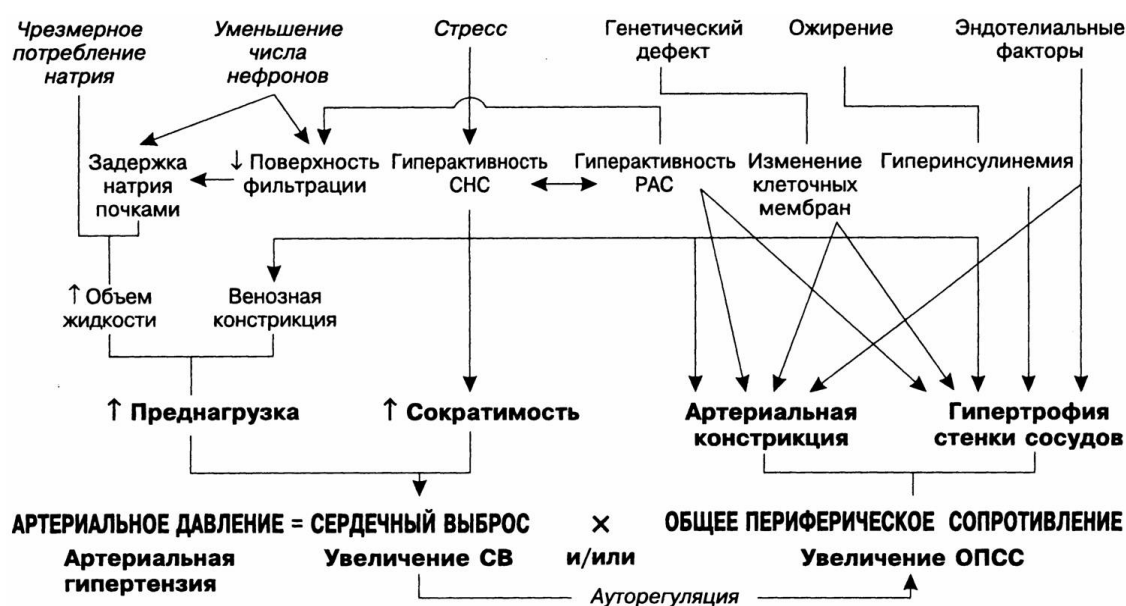 Чрезмерное
потребление
натрия
Уменьшение
числа
нефронов
Стресс
Генетический
дефект
Ожирение
Эндотелиальные
факторы
Задержка
натрия
почками
↓ Поверхность
фильтрации
Гиперактивность
СНС
Гиперактивность
РАС
Изменение
клеточных
мембран
Гиперинсулинемия
↑ Объем
жидкости
Венозная
констрикция
↑ Преднагрузка
↑ Сократимость
Артериальная
констрикция
Гипертрофия
стенки сосудов
АРТЕРИАЛЬНОЕ ДАВЛЕНИЕ = СЕРДЕЧНЫЙ ВЫБРОС × ОБЩЕЕ ПЕРИФЕРИЧЕСКОЕ СОПРОТИВЛЕНИЕ
Артериальная
гипертензия
Увеличение СВ
и/или
Увеличение ОПСС
Ауторегуляция